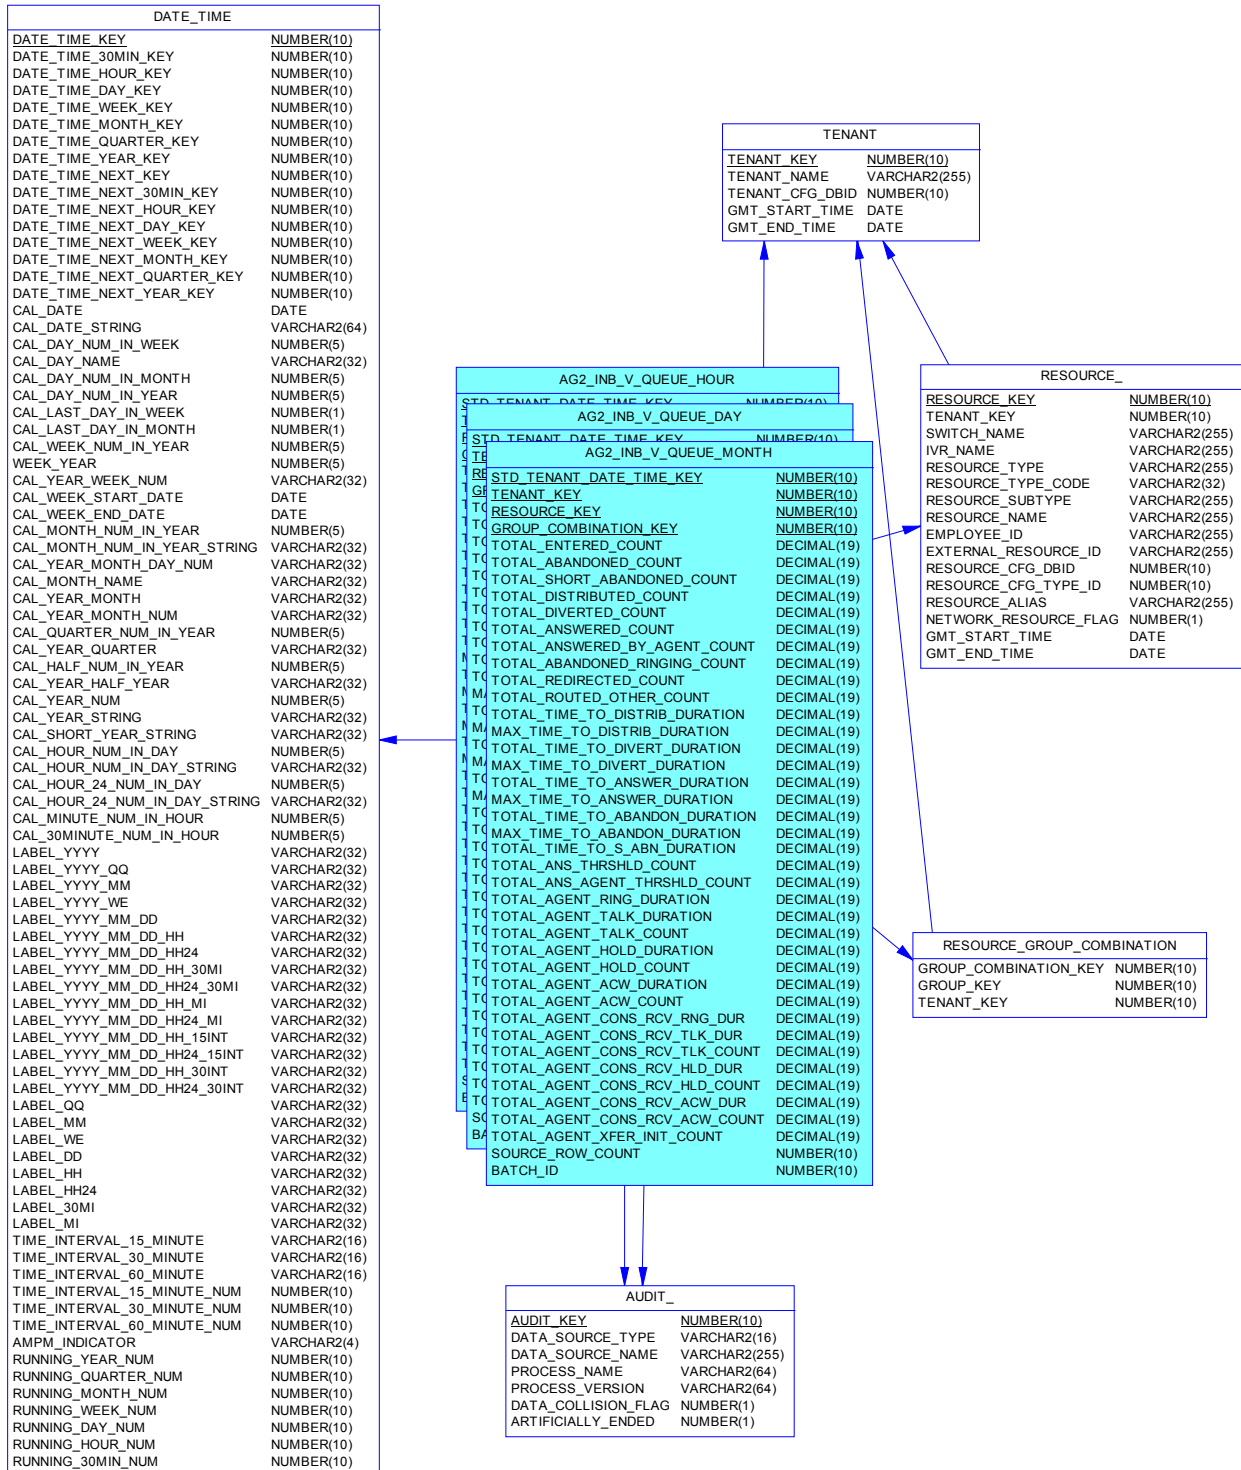 DATE_TIME
DATE_TIME_KEY NUMBER(10)
DATE_TIME_30MIN_KEY NUMBER(10)
DATE_TIME_HOUR_KEY NUMBER(10)
DATE_TIME_DAY_KEY NUMBER(10)
DATE_TIME_WEEK_KEY NUMBER(10)
DATE_TIME_MONTH_KEY NUMBER(10)
DATE_TIME_QUARTER_KEY NUMBER(10)
DATE_TIME_YEAR_KEY NUMBER(10)
DATE_TIME_NEXT_KEY NUMBER(10)
DATE_TIME_NEXT_30MIN_KEY NUMBER(10)
DATE_TIME_NEXT_HOUR_KEY NUMBER(10)
DATE_TIME_NEXT_DAY_KEY NUMBER(10)
DATE_TIME_NEXT_WEEK_KEY NUMBER(10)
DATE_TIME_NEXT_MONTH_KEY NUMBER(10)
DATE_TIME_NEXT_QUARTER_KEY NUMBER(10)
DATE_TIME_NEXT_YEAR_KEY NUMBER(10)
CAL_DATE DATE
CAL_DATE_STRING VARCHAR2(64)
CAL_DAY_NUM_IN_WEEK NUMBER(5)
CAL_DAY_NAME VARCHAR2(32)
CAL_DAY_NUM_IN_MONTH NUMBER(5)
CAL_DAY_NUM_IN_YEAR NUMBER(5)
CAL_LAST_DAY_IN_WEEK NUMBER(1)
CAL_LAST_DAY_IN_MONTH NUMBER(1)
CAL_WEEK_NUM_IN_YEAR NUMBER(5)
WEEK_YEAR NUMBER(5)
CAL_YEAR_WEEK_NUM VARCHAR2(32)
CAL_WEEK_START_DATE DATE
CAL_WEEK_END_DATE DATE
CAL_MONTH_NUM_IN_YEAR NUMBER(5)
CAL_MONTH_NUM_IN_YEAR_STRING VARCHAR2(32)
CAL_YEAR_MONTH_DAY_NUM VARCHAR2(32)
CAL_MONTH_NAME VARCHAR2(32)
CAL_YEAR_MONTH VARCHAR2(32)
CAL_YEAR_MONTH_NUM VARCHAR2(32)
CAL_QUARTER_NUM_IN_YEAR NUMBER(5)
CAL_YEAR_QUARTER VARCHAR2(32)
CAL_HALF_NUM_IN_YEAR NUMBER(5)
CAL_YEAR_HALF_YEAR VARCHAR2(32)
CAL_YEAR_NUM NUMBER(5)
CAL_YEAR_STRING VARCHAR2(32)
CAL_SHORT_YEAR_STRING VARCHAR2(32)
CAL_HOUR_NUM_IN_DAY NUMBER(5)
CAL_HOUR_NUM_IN_DAY_STRING VARCHAR2(32)
CAL_HOUR_24_NUM_IN_DAY NUMBER(5)
CAL_HOUR_24_NUM_IN_DAY_STRING VARCHAR2(32)
CAL_MINUTE_NUM_IN_HOUR NUMBER(5)
CAL_30MINUTE_NUM_IN_HOUR NUMBER(5)
LABEL_YYYY VARCHAR2(32)
LABEL_YYYY_QQ VARCHAR2(32)
LABEL_YYYY_MM VARCHAR2(32)
LABEL_YYYY_WE VARCHAR2(32)
LABEL_YYYY_MM_DD VARCHAR2(32)
LABEL_YYYY_MM_DD_HH VARCHAR2(32)
LABEL_YYYY_MM_DD_HH24 VARCHAR2(32)
LABEL_YYYY_MM_DD_HH_30MI VARCHAR2(32)
LABEL_YYYY_MM_DD_HH24_30MI VARCHAR2(32)
LABEL_YYYY_MM_DD_HH_MI VARCHAR2(32)
LABEL_YYYY_MM_DD_HH24_MI VARCHAR2(32)
LABEL_YYYY_MM_DD_HH_15INT VARCHAR2(32)
LABEL_YYYY_MM_DD_HH24_15INT VARCHAR2(32)
LABEL_YYYY_MM_DD_HH_30INT VARCHAR2(32)
LABEL_YYYY_MM_DD_HH24_30INT VARCHAR2(32)
LABEL_QQ VARCHAR2(32)
LABEL_MM VARCHAR2(32)
LABEL_WE VARCHAR2(32)
LABEL_DD VARCHAR2(32)
LABEL_HH VARCHAR2(32)
LABEL_HH24 VARCHAR2(32)
LABEL_30MI VARCHAR2(32)
LABEL_MI VARCHAR2(32)
TIME_INTERVAL_15_MINUTE VARCHAR2(16)
TIME_INTERVAL_30_MINUTE VARCHAR2(16)
TIME_INTERVAL_60_MINUTE VARCHAR2(16)
TIME_INTERVAL_15_MINUTE_NUM NUMBER(10)
TIME_INTERVAL_30_MINUTE_NUM NUMBER(10)
TIME_INTERVAL_60_MINUTE_NUM NUMBER(10)
AMPM_INDICATOR VARCHAR2(4)
RUNNING_YEAR_NUM NUMBER(10)
RUNNING_QUARTER_NUM NUMBER(10)
RUNNING_MONTH_NUM NUMBER(10)
RUNNING_WEEK_NUM NUMBER(10)
RUNNING_DAY_NUM NUMBER(10)
RUNNING_HOUR_NUM NUMBER(10)
RUNNING_30MIN_NUM NUMBER(10)
TENANT
TENANT_KEY NUMBER(10)
TENANT_NAME VARCHAR2(255)
TENANT_CFG_DBID NUMBER(10)
GMT_START_TIME DATE
GMT_END_TIME DATE
AG2_INB_V_QUEUE_HOUR
STD_TENANT_DATE_TIME_KEY NUMBER(10)
AG2_INB_V_QUEUE_DAY
STD_TENANT_DATE_TIME_KEY NUMBER(10)
AG2_INB_V_QUEUE_MONTH
STD_TENANT_DATE_TIME_KEY NUMBER(10)
TENANT_KEY NUMBER(10)
RESOURCE_KEY NUMBER(10)
GROUP_COMBINATION_KEY NUMBER(10)
TOTAL_ENTERED_COUNT DECIMAL(19)
TOTAL_ABANDONED_COUNT DECIMAL(19)
TOTAL_SHORT_ABANDONED_COUNT DECIMAL(19)
TOTAL_DISTRIBUTED_COUNT DECIMAL(19)
TOTAL_DIVERTED_COUNT DECIMAL(19)
TOTAL_ANSWERED_COUNT DECIMAL(19)
TOTAL_ANSWERED_BY_AGENT_COUNT DECIMAL(19)
TOTAL_ABANDONED_RINGING_COUNT DECIMAL(19)
TOTAL_REDIRECTED_COUNT DECIMAL(19)
TOTAL_ROUTED_OTHER_COUNT DECIMAL(19)
TOTAL_TIME_TO_DISTRIB_DURATION DECIMAL(19)
MAX_TIME_TO_DISTRIB_DURATION DECIMAL(19)
TOTAL_TIME_TO_DIVERT_DURATION DECIMAL(19)
MAX_TIME_TO_DIVERT_DURATION DECIMAL(19)
TOTAL_TIME_TO_ANSWER_DURATION DECIMAL(19)
MAX_TIME_TO_ANSWER_DURATION DECIMAL(19)
TOTAL_TIME_TO_ABANDON_DURATION DECIMAL(19)
MAX_TIME_TO_ABANDON_DURATION DECIMAL(19)
TOTAL_TIME_TO_S_ABN_DURATION DECIMAL(19)
TOTAL_ANS_THRSHLD_COUNT DECIMAL(19)
TOTAL_ANS_AGENT_THRSHLD_COUNT DECIMAL(19)
TOTAL_AGENT_RING_DURATION DECIMAL(19)
TOTAL_AGENT_TALK_DURATION DECIMAL(19)
TOTAL_AGENT_TALK_COUNT DECIMAL(19)
TOTAL_AGENT_HOLD_DURATION DECIMAL(19)
TOTAL_AGENT_HOLD_COUNT DECIMAL(19)
TOTAL_AGENT_ACW_DURATION DECIMAL(19)
TOTAL_AGENT_ACW_COUNT DECIMAL(19)
TOTAL_AGENT_CONS_RCV_RNG_DUR DECIMAL(19)
TOTAL_AGENT_CONS_RCV_TLK_DUR DECIMAL(19)
TOTAL_AGENT_CONS_RCV_TLK_COUNT DECIMAL(19)
TOTAL_AGENT_CONS_RCV_HLD_DUR DECIMAL(19)
TOTAL_AGENT_CONS_RCV_HLD_COUNT DECIMAL(19)
TOTAL_AGENT_CONS_RCV_ACW_DUR DECIMAL(19)
TOTAL_AGENT_CONS_RCV_ACW_COUNT DECIMAL(19)
TOTAL_AGENT_XFER_INIT_COUNT DECIMAL(19)
SOURCE_ROW_COUNT NUMBER(10)
BATCH_ID NUMBER(10)
RESOURCE_
RESOURCE_KEY NUMBER(10)
TENANT_KEY NUMBER(10)
SWITCH_NAME VARCHAR2(255)
IVR_NAME VARCHAR2(255)
RESOURCE_TYPE VARCHAR2(255)
RESOURCE_TYPE_CODE VARCHAR2(32)
RESOURCE_SUBTYPE VARCHAR2(255)
RESOURCE_NAME VARCHAR2(255)
EMPLOYEE_ID VARCHAR2(255)
EXTERNAL_RESOURCE_ID VARCHAR2(255)
RESOURCE_CFG_DBID NUMBER(10)
RESOURCE_CFG_TYPE_ID NUMBER(10)
RESOURCE_ALIAS VARCHAR2(255)
NETWORK_RESOURCE_FLAG NUMBER(1)
GMT_START_TIME DATE
GMT_END_TIME DATE
RESOURCE_GROUP_COMBINATION
GROUP_COMBINATION_KEY NUMBER(10)
GROUP_KEY NUMBER(10)
TENANT_KEY NUMBER(10)
AUDIT_
AUDIT_KEY NUMBER(10)
DATA_SOURCE_TYPE VARCHAR2(16)
DATA_SOURCE_NAME VARCHAR2(255)
PROCESS_NAME VARCHAR2(64)
PROCESS_VERSION VARCHAR2(64)
DATA_COLLISION_FLAG NUMBER(1)
ARTIFICIALLY_ENDED NUMBER(1)